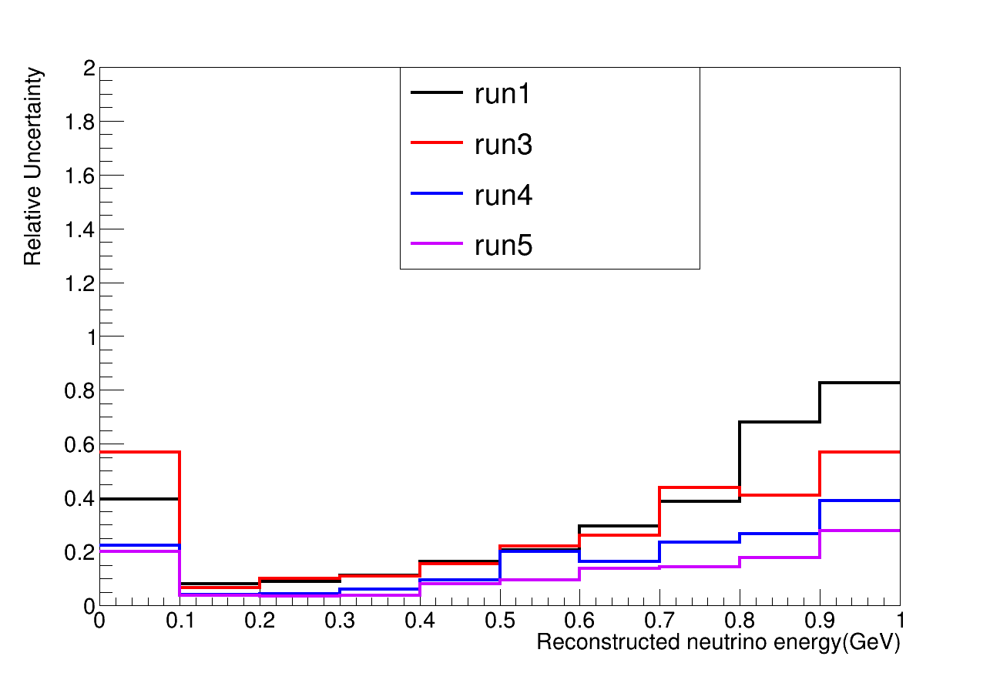 Relative Uncertainty
2
1.8
1.6
1.4
1.2
1
0.8
0.6
0.4
0.2
0
run1
run3
run4
run5
0 0.1 0.2 0.3 0.4 0.5 0.6 0.7 0.8 0.9 1
Reconstructed neutrino energy(GeV)